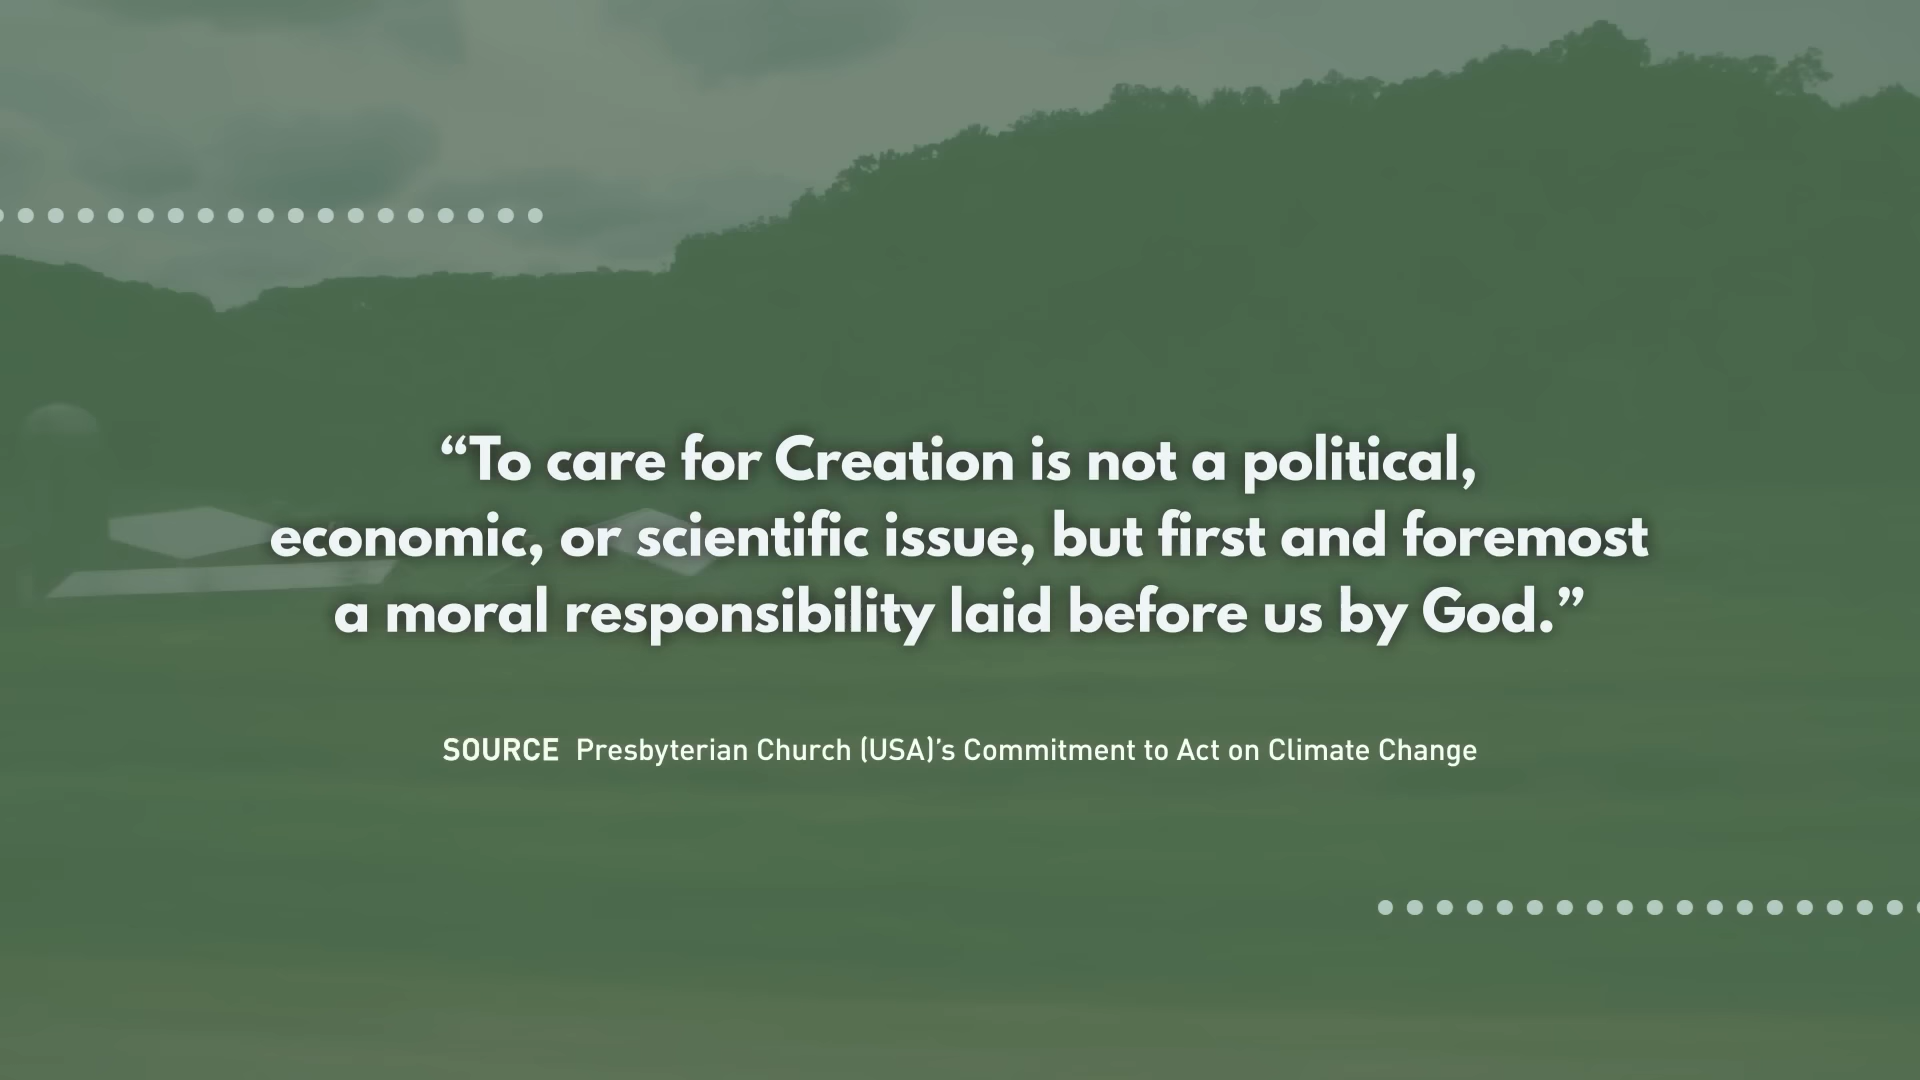 “To care for Creation is not a political,
economic, or scientific issue, but first and foremost
a moral responsibility laid before us by God.”
SOURCE Presbyterian Church (USA)’s Commitment to Act on Climate Change